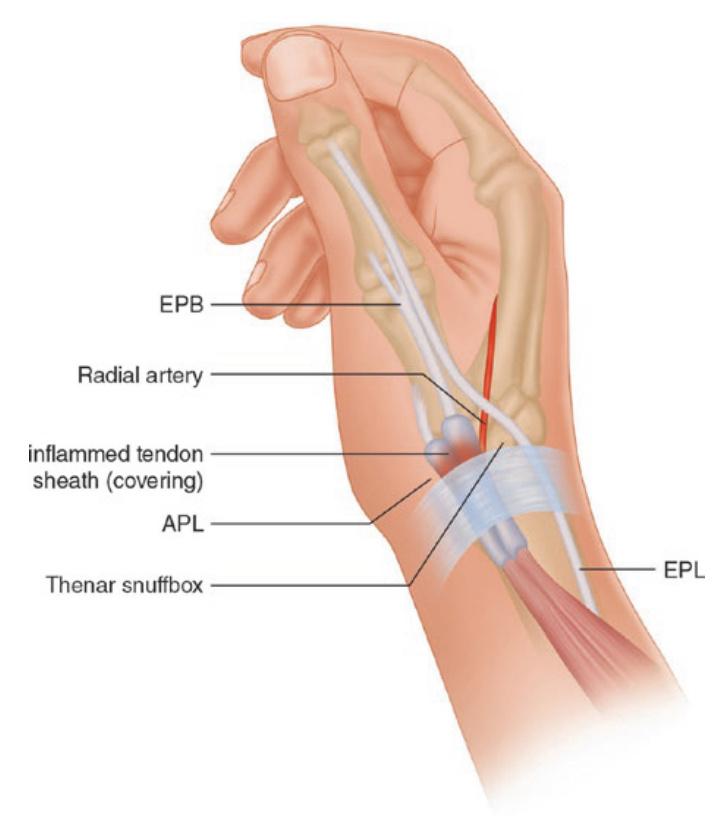 EPB
Radial artery
inflammed tendon
sheath (covering)
APL
Thenar snuffbox
EPL